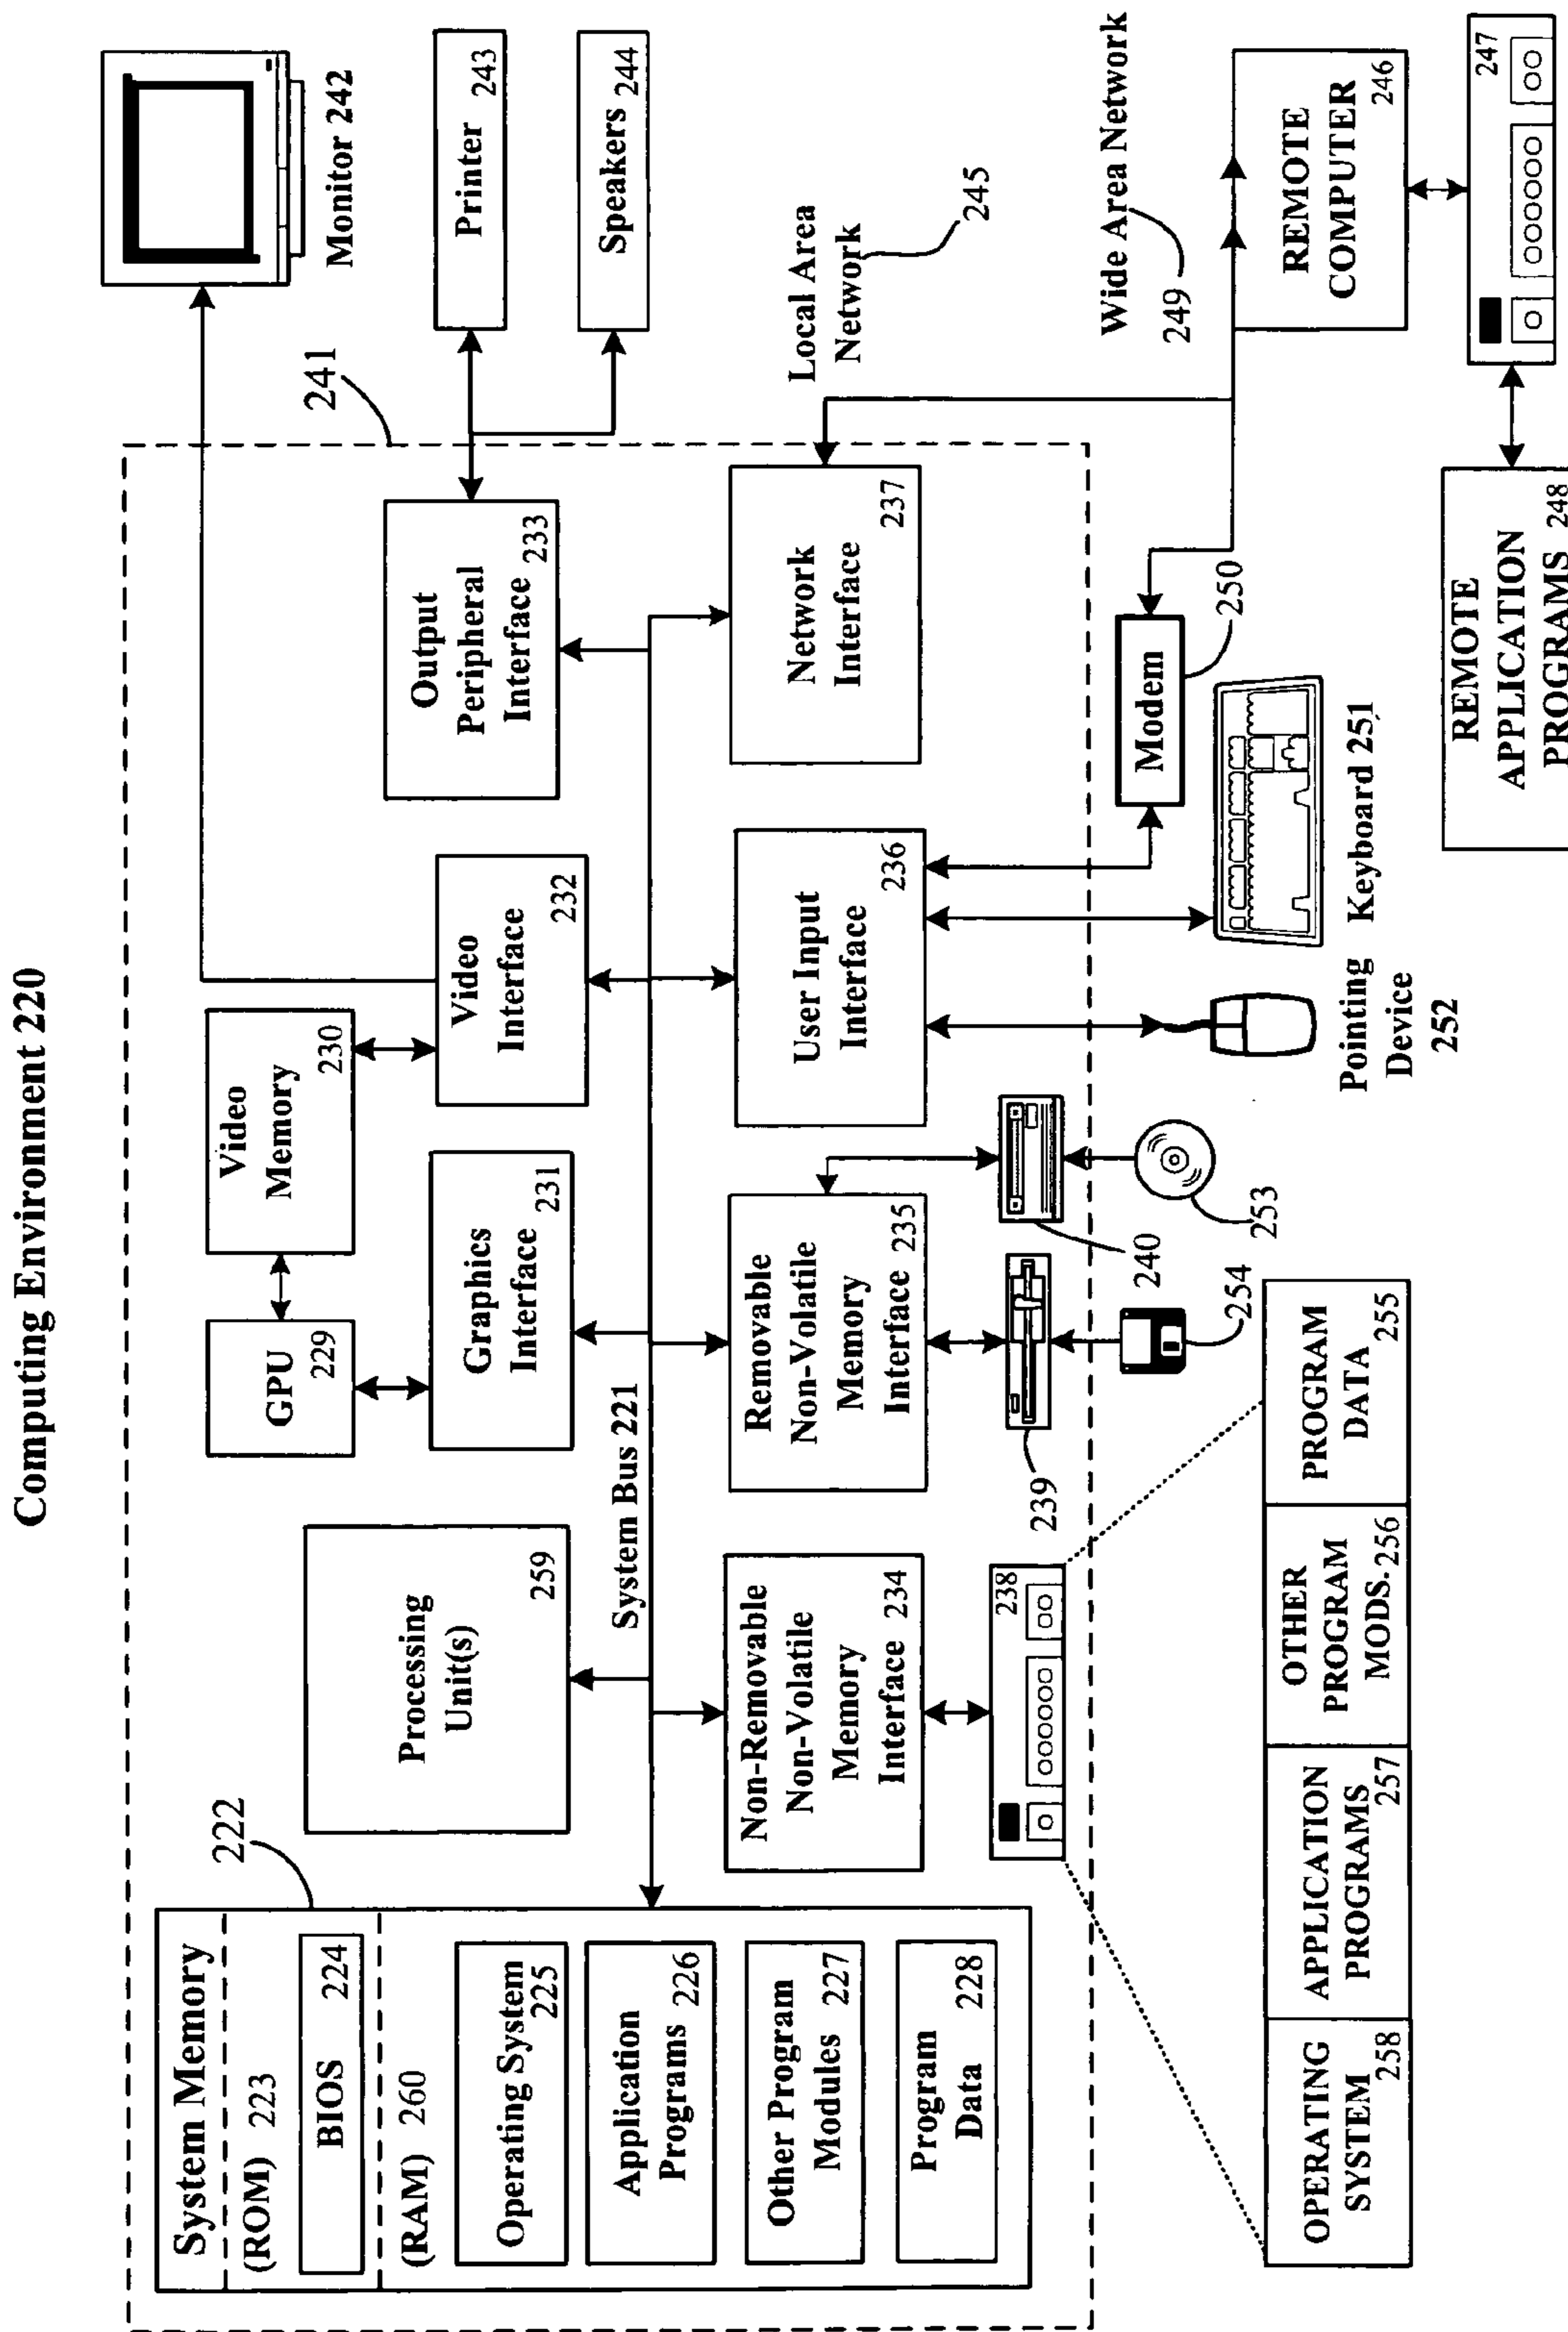 Computing Environment 220
System Memory
222
(ROM) 223
BIOS 224
(RAM) 260
Operating System
225
Application
Programs 226
Other Program
Modules 227
Program
Data 228
Processing
Unit(s)
259
System Bus 221
GPU
229
Video
Memory
230
Graphics
Interface
231
Video
Interface
232
Output
Peripheral
Interface 233
241
Monitor 242
Printer 243
Speakers 244
Non-Removable
Non-Volatile
Memory
Interface 234
Removable
Non-Volatile
Memory
Interface 235
User Input
Interface
236
Network
Interface
237
Local Area
Network
245
238
239
240
254
253
Pointing
Device
252
Keyboard 251
Modem
250
Wide Area Network
249
REMOTE
COMPUTER
246
247
REMOTE
APPLICATION
PROGRAMS 248
OPERATING
SYSTEM
258
APPLICATION
PROGRAMS
257
OTHER
PROGRAM
MODS. 256
PROGRAM
DATA
255